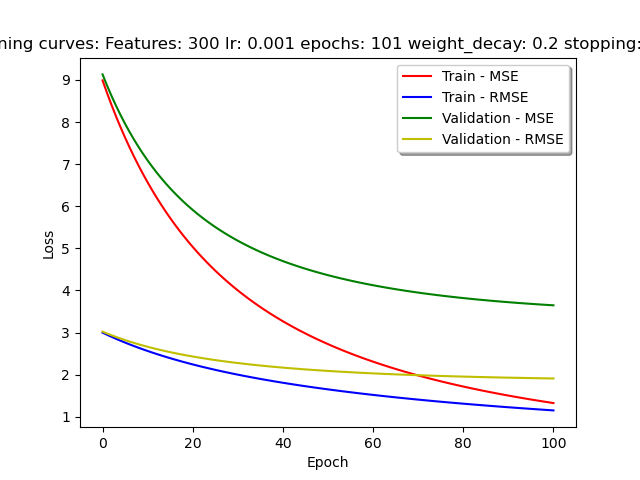 ning curves: Features: 300 lr: 0.001 epochs: 101 weight_decay: 0.2 stopping:
Train - MSE
Train - RMSE
Validation - MSE
Validation - RMSE
Loss
9
8
7
6
5
4
3
2
1
0 20 40 60 80 100
Epoch